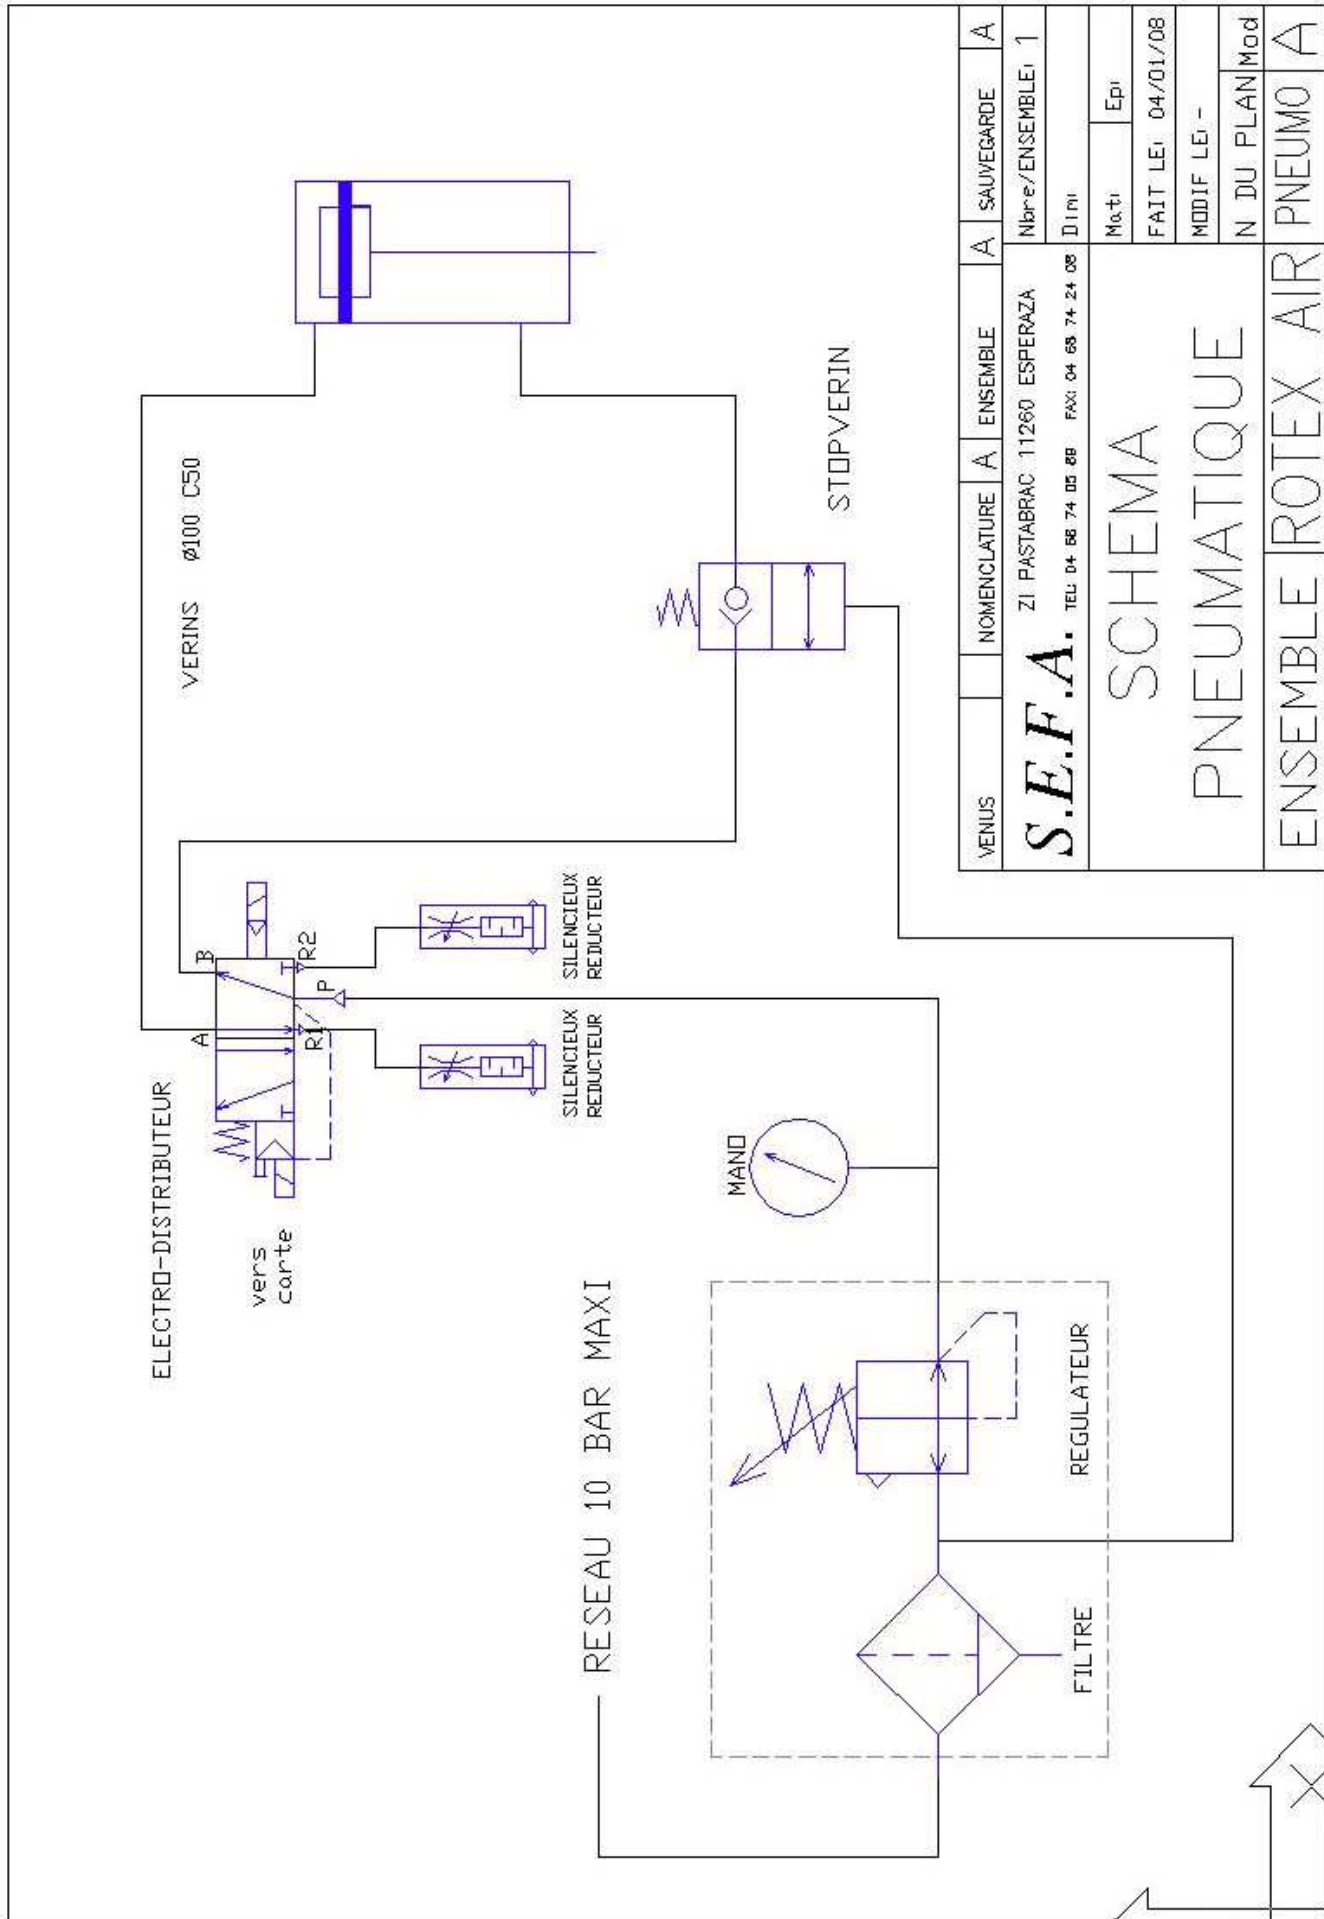 ELECTRO-DISTRIBUTEUR
vers
carte
A
B
R1
P
R2
VERINS Ø100 C50
SILENCIEUX
REDUCTEUR
SILENCIEUX
REDUCTEUR
STOPVERIN
RESEAU 10 BAR MAXI
MANO
FILTRE
REGULATEUR
VENUS NOMENCLATURE A ENSEMBLE A SAUVEGARDE A
S.E.F.A. ZI PASTABRAC 11260 ESPERAZA
TEL: 04 68 74 05 89 FAX: 04 68 74 24 08
Nbre/ENSEMBLE: 1
Dim:
SCHEMA
PNEUMATIQUE
Mat: Ep:
FAIT LE: 04/01/08
MODIF LE: -
N DU PLAN Mod
ENSEMBLE ROTEX AIR PNEUMO A
X